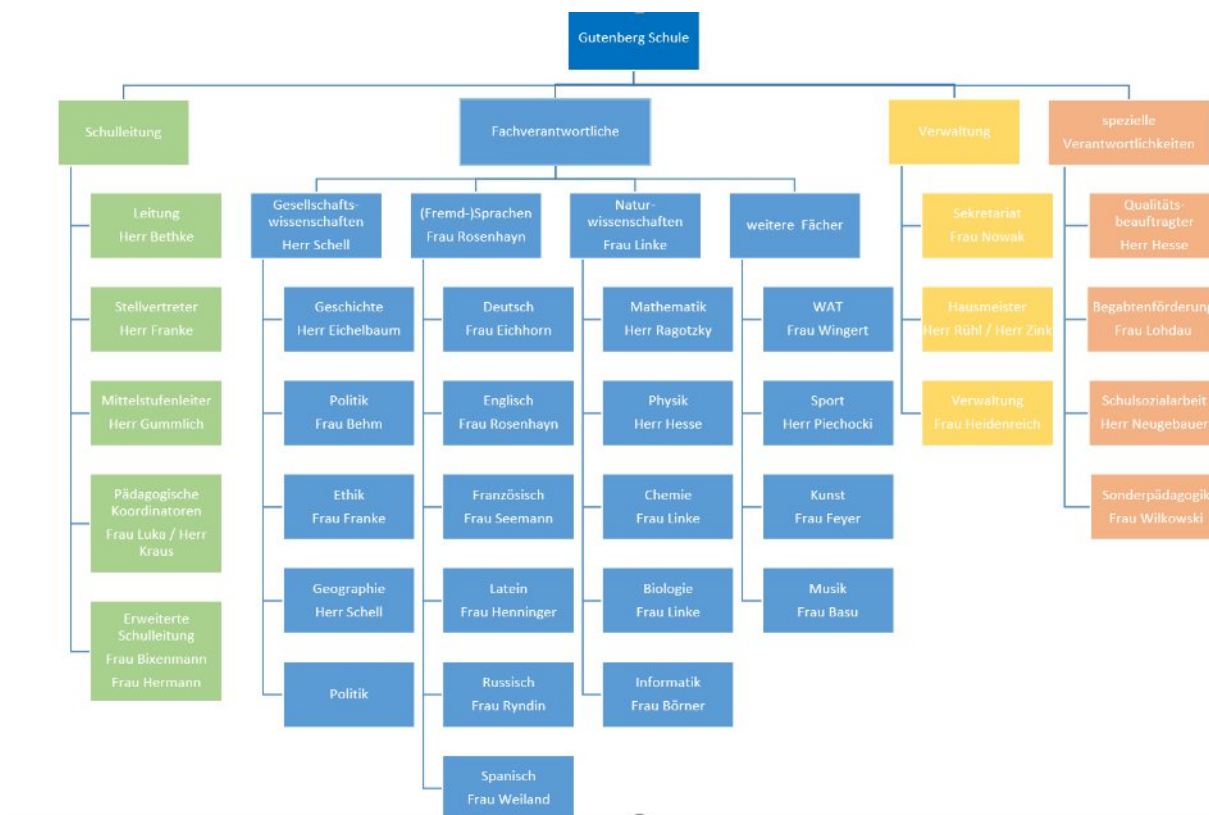 Gutenberg Schule
Schulleitung
Leitung
Herr Bethke
Stellvertreter
Herr Franke
Mittelstufenleiter
Herr Gummlich
Pädagogische
Koordinatoren
Frau Luka / Herr
Kraus
Erweiterte
Schulleitung
Frau Bixenmann
Frau Hermann
Fachverantwortliche
Gesellschafts-
wissenschaften
Herr Schell
Geschichte
Herr Eichelbaum
Politik
Frau Behm
Ethik
Frau Franke
Geographie
Herr Schell
Politik
(Fremd-)Sprachen
Frau Rosenhayn
Deutsch
Frau Eichhorn
Englisch
Frau Rosenhayn
Französisch
Frau Seemann
Latein
Frau Henninger
Russisch
Frau Ryndin
Spanisch
Frau Weiland
Natur-
wissenschaften
Frau Linke
Mathematik
Herr Ragotzky
Physik
Herr Hesse
Chemie
Frau Linke
Biologie
Frau Linke
Informatik
Frau Börner
weitere Fächer
WAT
Frau Wingert
Sport
Herr Piechocki
Kunst
Frau Feyer
Musik
Frau Basu
Verwaltung
Sekretariat
Frau Nowak
Hausmeister
Herr Rühl / Herr Zink
Verwaltung
Frau Heidenreich
spezielle
Verantwortlichkeiten
Qualitäts-
beauftragter
Herr Hesse
Begabtenförderung
Frau Lohdau
Schulsozialarbeit
Herr Neugebauer
Sonderpädagogik
Frau Wilkowski